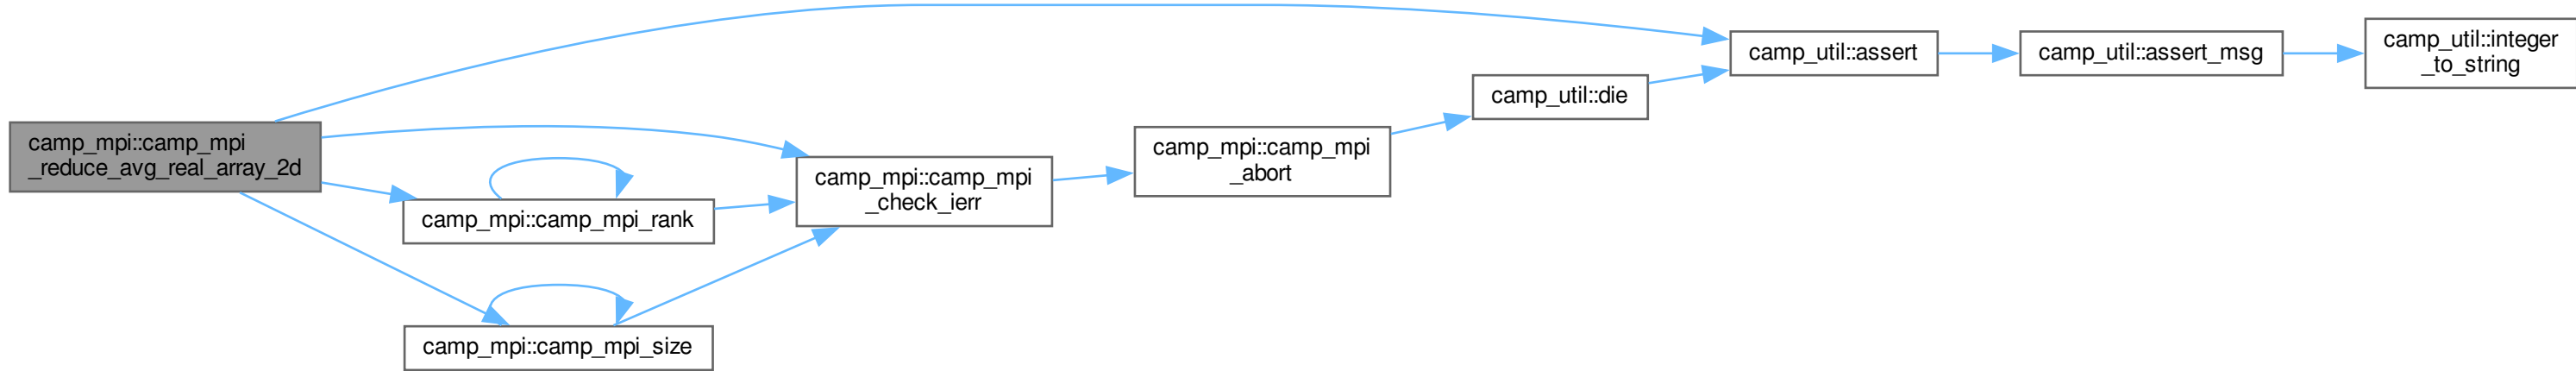 camp_mpi::camp_mpi
_reduce_avg_real_array_2d
camp_mpi::camp_mpi_rank
camp_mpi::camp_mpi_size
camp_mpi::camp_mpi
_check_ierr
camp_mpi::camp_mpi
_abort
camp_util::die
camp_util::assert
camp_util::assert_msg
camp_util::integer
_to_string